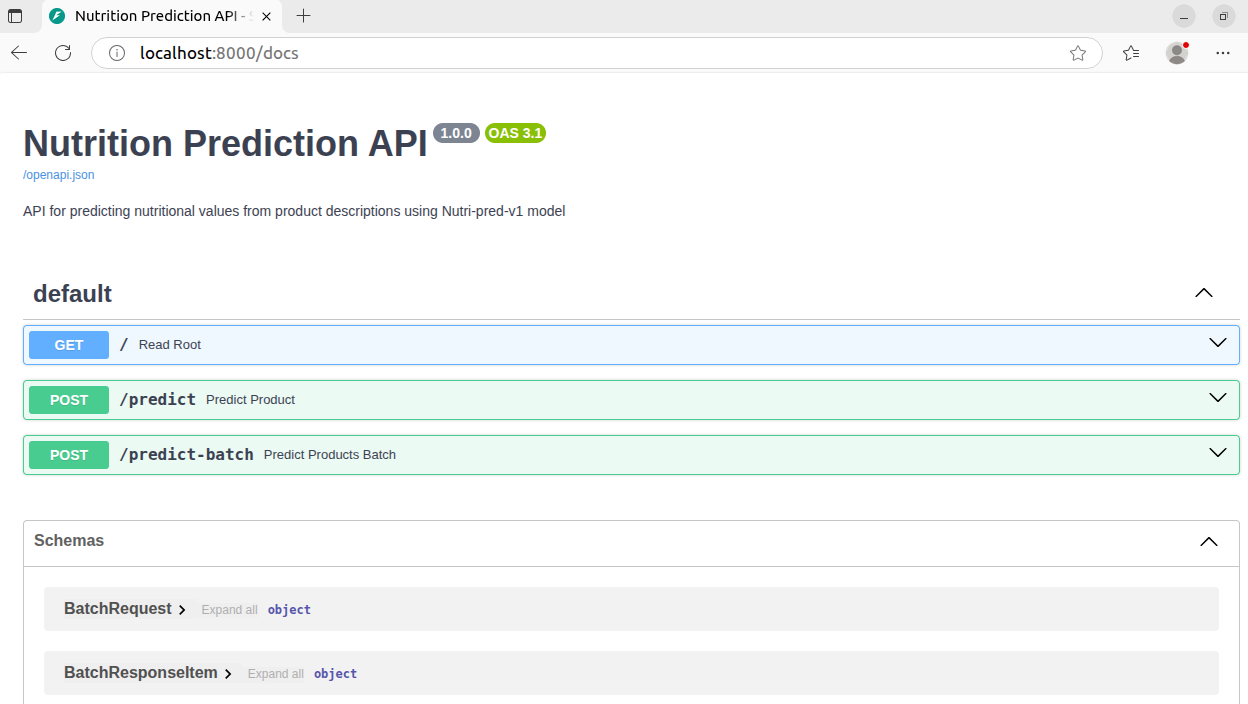 Nutrition Prediction API -
localhost:8000/docs
Nutrition Prediction API 1.0.0 OAS 3.1
/openapi.json
API for predicting nutritional values from product descriptions using Nutri-pred-v1 model
default
GET / Read Root
POST /predict Predict Product
POST /predict-batch Predict Products Batch
Schemas
BatchRequest Expand all object
BatchResponseItem Expand all object